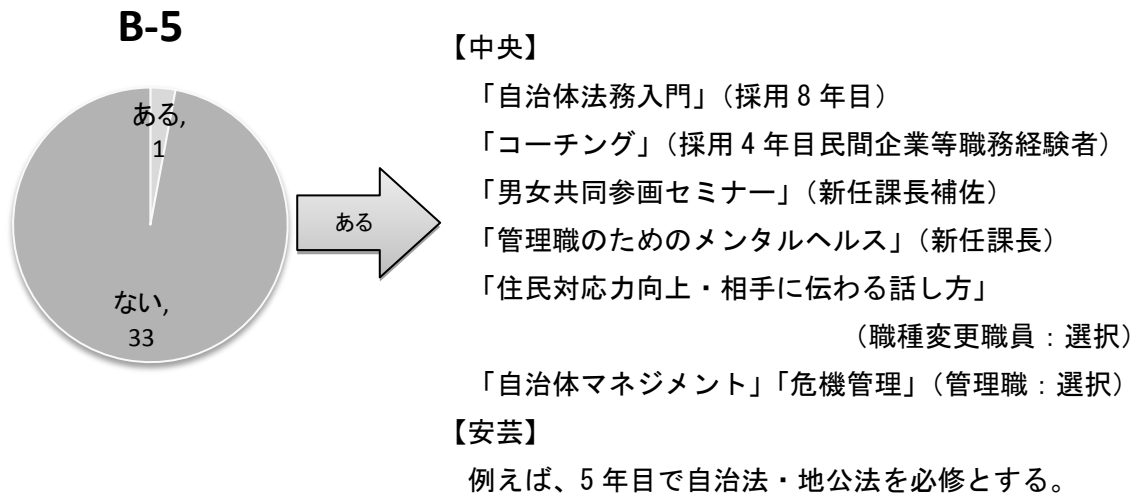 B-5
ある,
1
ない,
33
ある
【中央】
「自治体法務入門」（採用 8 年目）
「コーチング」（採用 4 年目民間企業等職務経験者）
「男女共同参画セミナー」（新任課長補佐）
「管理職のためのメンタルヘルス」（新任課長）
「住民対応力向上・相手に伝わる話し方」
（職種変更職員：選択）
「自治体マネジメント」「危機管理」（管理職：選択）
【安芸】
例えば、5 年目で自治法・地公法を必修とする。